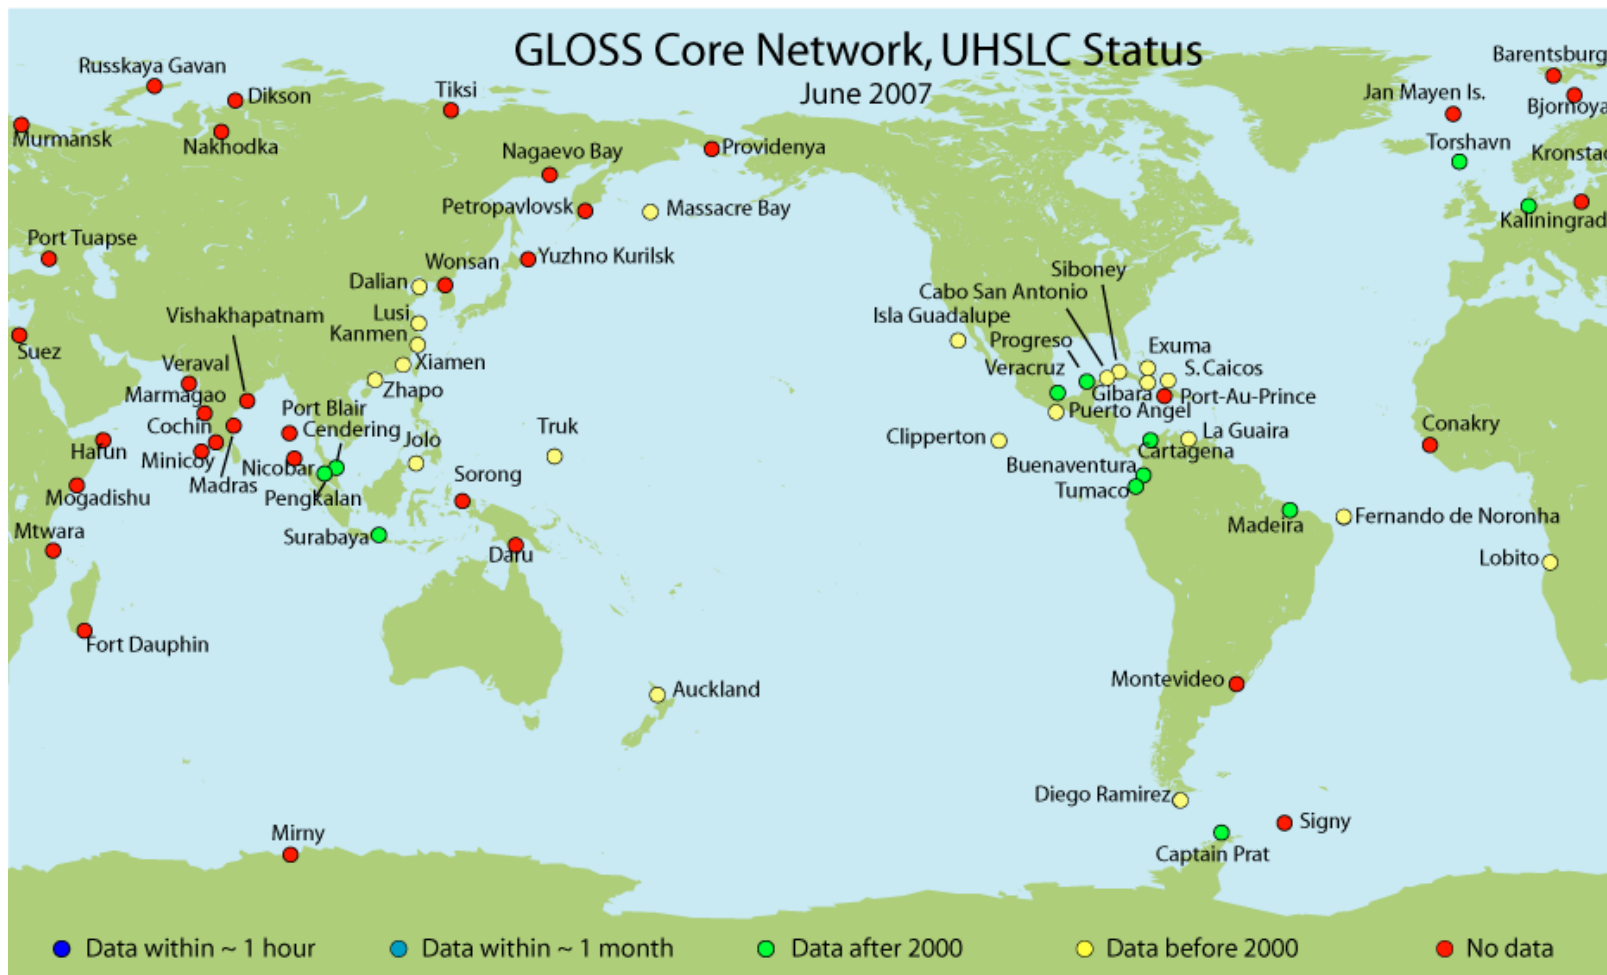 GLOSS Core Network, UHSLC Status
June 2007
Barentsburg
Russkaya Gavan
Dikson
Tiksi
Jan Mayen Is.
Bjornoya
Murmansk
Nakhodka
Nagaevo Bay
Providenya
Torshavn
Kronstad
Petropavlovsk
Massacre Bay
Kaliningrad
Port Tuapse
Wonsan
Yuzhno Kurilsk
Siboney
Dalian
Cabo San Antonio
Vishakhapatnam
Lusi
Isla Guadalupe
Kanmen
Progreso
Exuma
Suez
Veraval
Xiamen
Veracruz
S. Caicos
Marmagao
Zhapo
Gibara
Port-Au-Prince
Port Blair
Puerto Angel
Cochin
Cendering
Jolo
Truk
Clipperton
La Guaira
Conakry
Hafun
Minicoy
Nicobar
Cartagena
Madras
Sorong
Buenaventura
Mogadishu
Pengkalan
Tumaco
Mtwara
Surabaya
Daru
Madeira
Fernando de Noronha
Lobito
Fort Dauphin
Auckland
Montevideo
Diego Ramirez
Mirny
Signy
Captain Prat
Data within ~ 1 hour
Data within ~ 1 month
Data after 2000
Data before 2000
No data